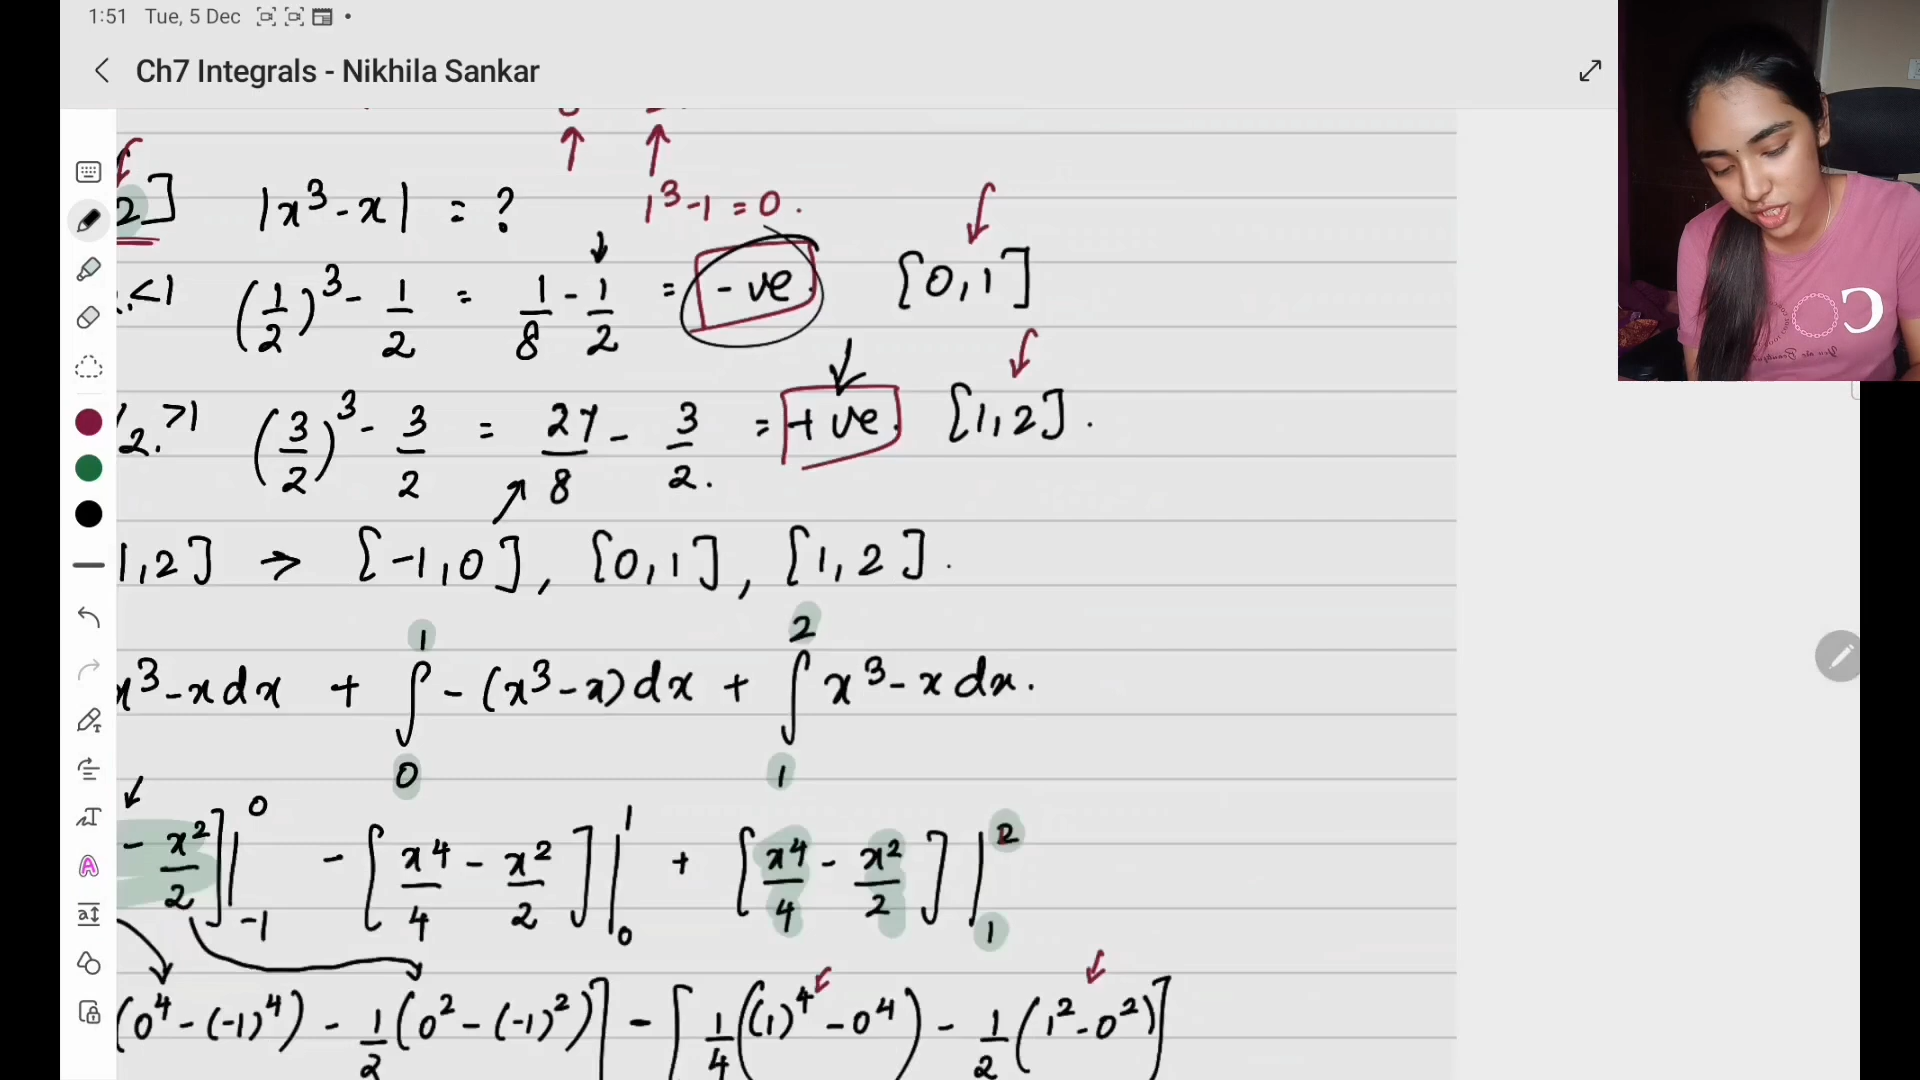 1:51 Tue, 5 Dec
Ch7 Integrals - Nikhila Sankar
2] |x³-x| = ? 1³-1 = 0.
<1 (1/2)³ - 1/2 = 1/8 - 1/2 = -ve. [0,1]
/2. >1 (3/2)³ - 3/2 = 27/8 - 3/2. = +ve. [1,2].
1,2] → [-1,0], [0,1], [1,2].
x³-x dx + ∫₀¹ -(x³-x)dx + ∫₁² x³-x dx.
- x²/2]|₋₁⁰ - [x⁴/4 - x²/2]|₀¹ + [x⁴/4 - x²/2]|₁²
(0⁴-(-1)⁴) - 1/2(0²-(-1)²)] - [1/4((1)⁴-0⁴) - 1/2(1²-0²)]